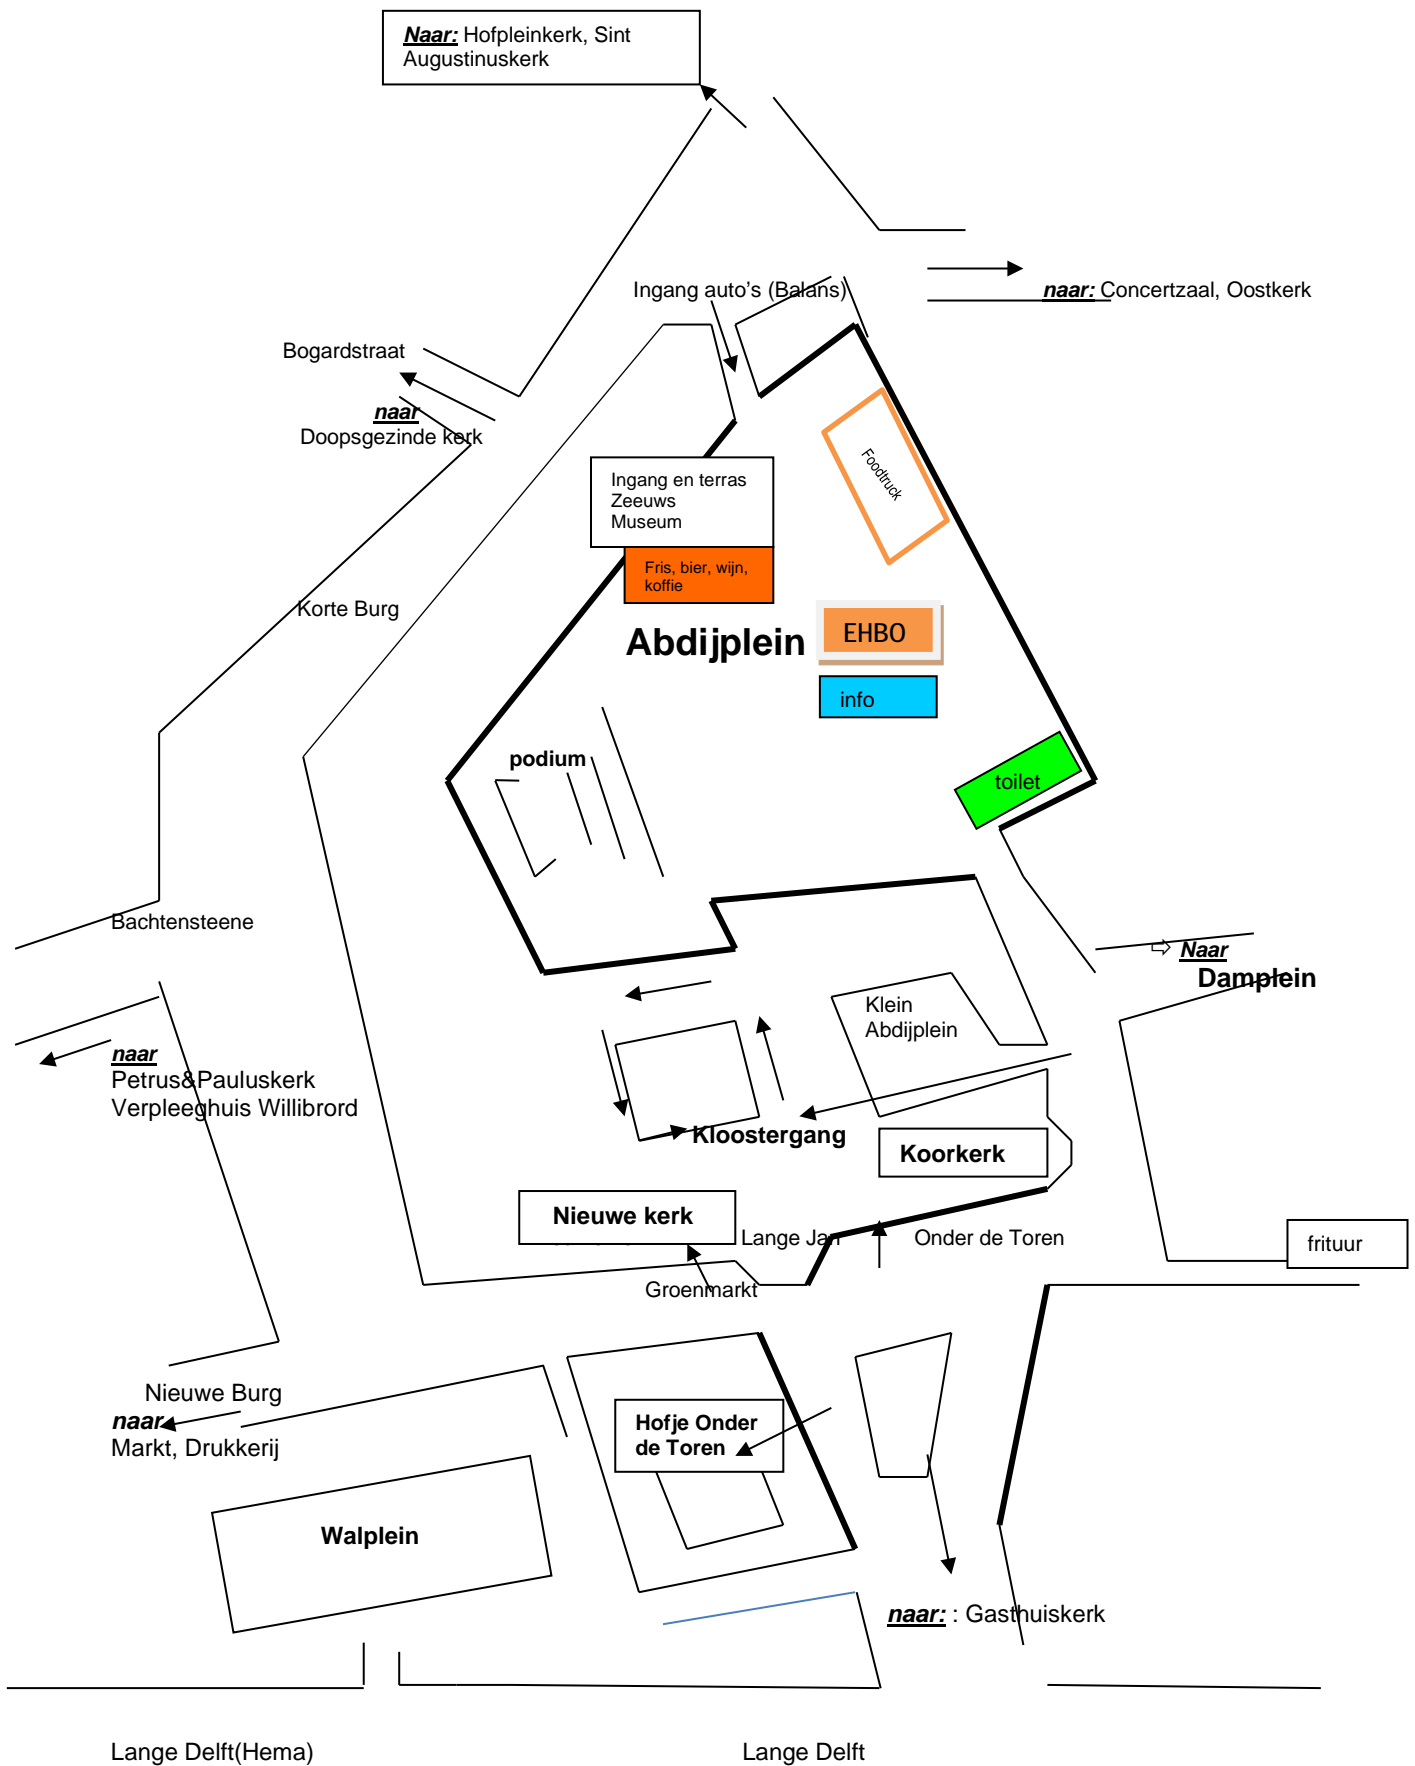 Naar: Hofpleinkerk, Sint
Augustinuskerk
Ingang auto's (Balans)
naar: Concertzaal, Oostkerk
Bogardstraat
naar
Doopsgezinde kerk
Foodtruck
Ingang en terras
Zeeuws
Museum
Fris, bier, wijn,
koffie
Korte Burg
Abdijplein
EHBO
info
podium
toilet
Bachtensteene
⇨ Naar
Damplein
Klein
Abdijplein
naar
Petrus&Pauluskerk
Verpleeghuis Willibrord
Kloostergang
Koorkerk
Nieuwe kerk
Lange Jan
Onder de Toren
frituur
Groenmarkt
Nieuwe Burg
naar
Markt, Drukkerij
Hofje Onder
de Toren
Walplein
naar: : Gasthuiskerk
Lange Delft(Hema)
Lange Delft